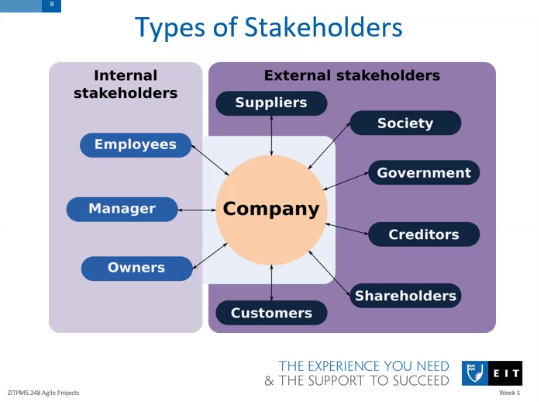 9
Types of Stakeholders
Internal
stakeholders
External stakeholders
Suppliers
Society
Employees
Government
Manager
Company
Creditors
Owners
Shareholders
Customers
THE EXPERIENCE YOU NEED
& THE SUPPORT TO SUCCEED
EIT
ZITPM5.248 Agile Projects
Week 1